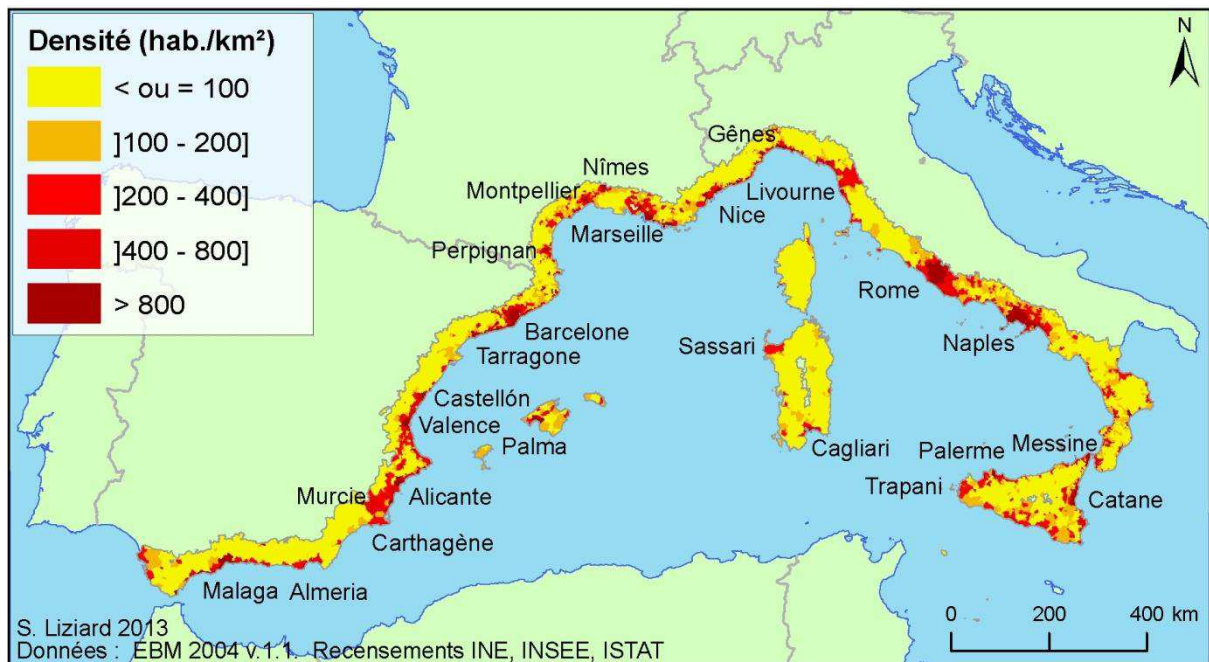 Densité (hab./km²)
< ou = 100
]100 - 200]
]200 - 400]
]400 - 800]
> 800
N
Gênes
Nîmes
Montpellier
Livourne
Nice
Marseille
Perpignan
Rome
Barcelone
Naples
Sassari
Tarragone
Castellón
Valence
Palma
Cagliari
Palerme
Messine
Trapani
Murcie
Alicante
Catane
Carthagène
Malaga
Almeria
0 200 400 km
S. Liziard 2013
Données : EBM 2004 v.1.1. Recensements INE, INSEE, ISTAT